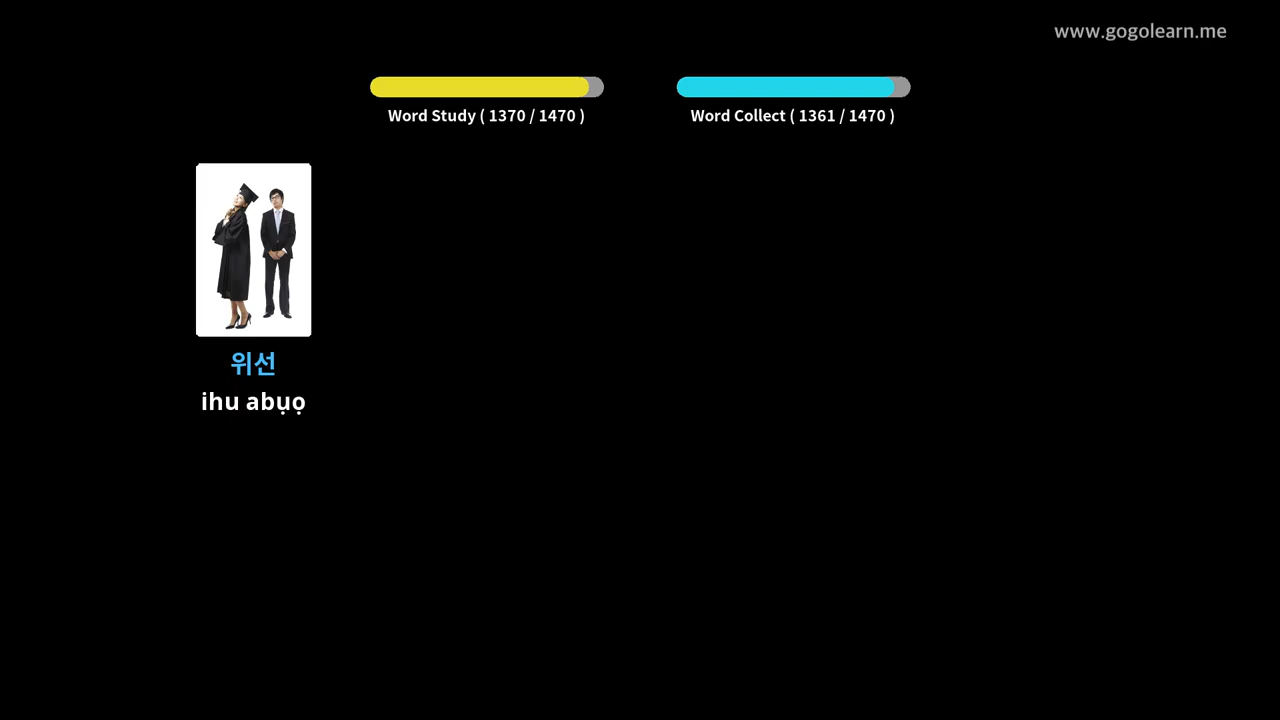 www.gogolearn.me
Word Study ( 1370 / 1470 )
Word Collect ( 1361 / 1470 )
위선
ihu abụọ